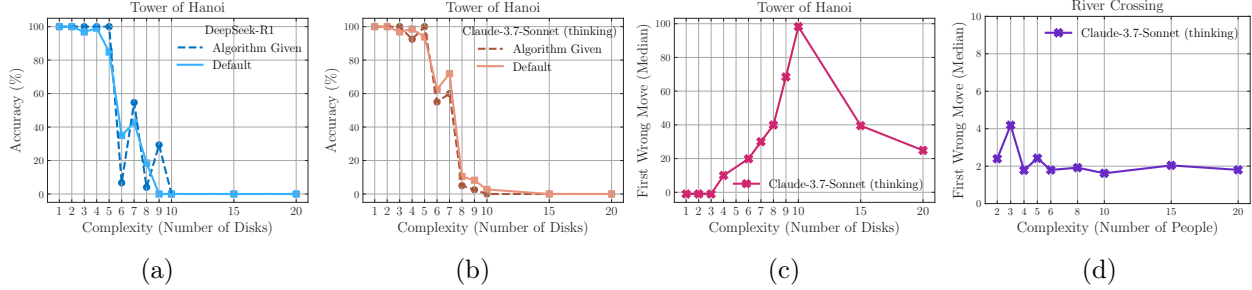 Tower of Hanoi
DeepSeek-R1
Algorithm Given
Default
Accuracy (%)
100
80
60
40
20
0
1 2 3 4 5 6 7 8 9 10 15 20
Complexity (Number of Disks)
(a)
Tower of Hanoi
Claude-3.7-Sonnet (thinking)
Algorithm Given
Default
Accuracy (%)
100
80
60
40
20
0
1 2 3 4 5 6 7 8 9 10 15 20
Complexity (Number of Disks)
(b)
Tower of Hanoi
First Wrong Move (Median)
100
80
60
40
20
0
Claude-3.7-Sonnet (thinking)
1 2 3 4 5 6 7 8 9 10 15 20
Complexity (Number of Disks)
(c)
River Crossing
Claude-3.7-Sonnet (thinking)
First Wrong Move (Median)
10
8
6
4
2
0
2 3 4 5 6 8 10 15 20
Complexity (Number of People)
(d)